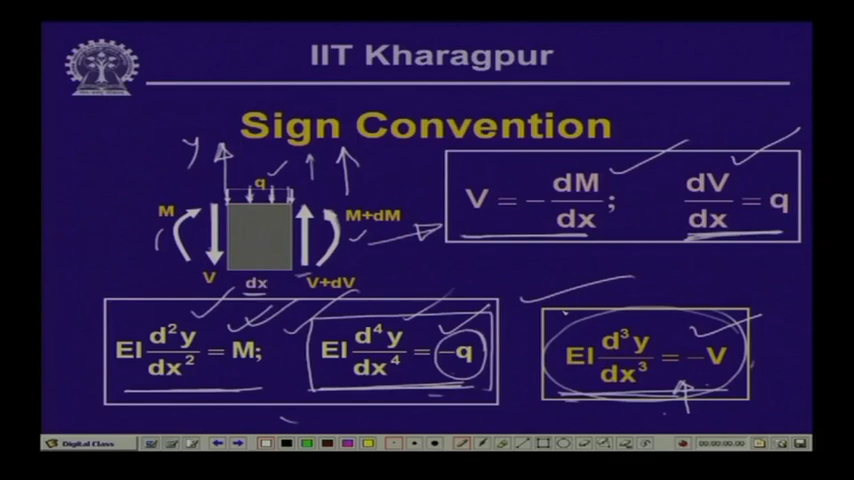 IIT Kharagpur
Sign Convention
y
q
M
M+dM
V
dx
V+dV
V = - dM/dx ; dV/dx = q
EI d²y/dx² = M; EI d⁴y/dx⁴ = -q
EI d³y/dx³ = -V
Digital Class
00:00:00.00